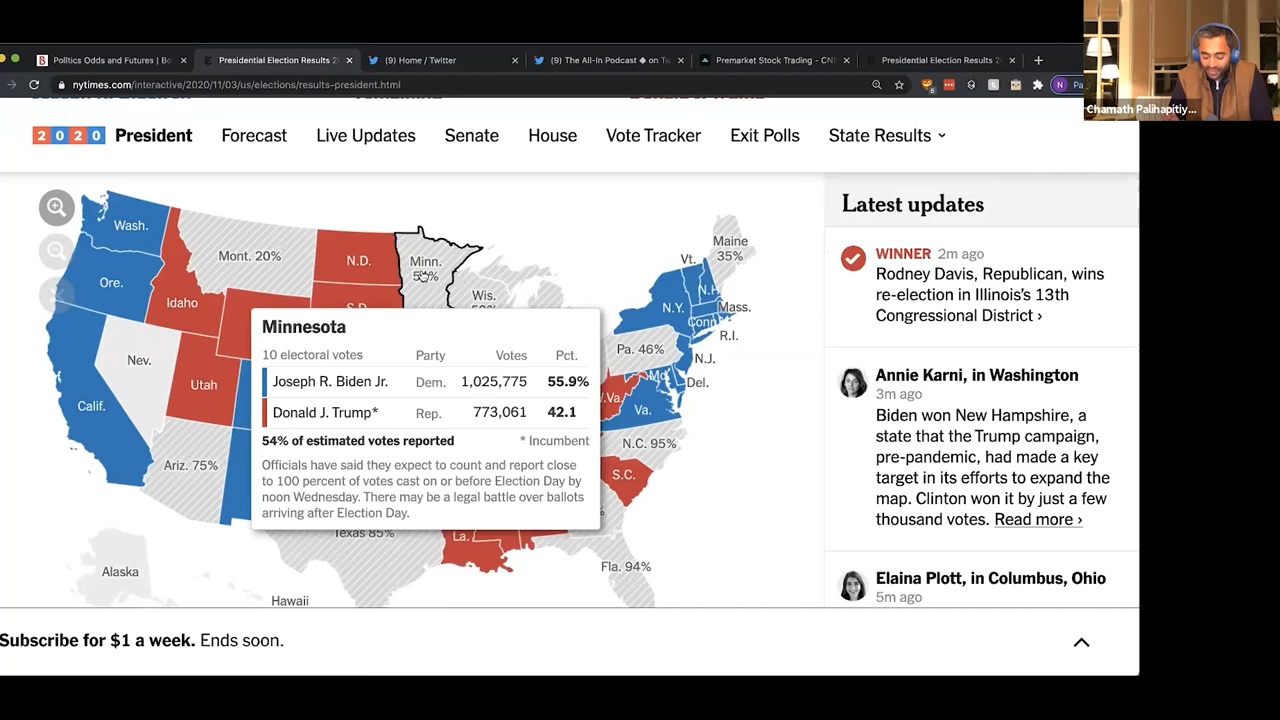 Politics Odds and Futures | Bo
Presidential Election Results 2
(9) Home / Twitter
(9) The All-In Podcast ◆ on Tw
Premarket Stock Trading - CNN
Presidential Election Results 2
nytimes.com/interactive/2020/11/03/us/elections/results-president.html
N
Pa
Chamath Palihapitiy...
2020 President
Forecast
Live Updates
Senate
House
Vote Tracker
Exit Polls
State Results
Wash.
Ore.
Idaho
Mont. 20%
N.D.
S.D.
Minn.
Wis.
Nev.
Utah
Calif.
Ariz. 75%
Texas 85%
La.
Alaska
Hawaii
Maine
35%
Vt.
N.H.
N.Y.
Mass.
Conn.
R.I.
Pa. 46%
N.J.
Md.
Del.
W.Va.
Va.
N.C. 95%
S.C.
Fla. 94%
Minnesota
10 electoral votes Party Votes Pct.
Joseph R. Biden Jr. Dem. 1,025,775 55.9%
Donald J. Trump* Rep. 773,061 42.1
54% of estimated votes reported * Incumbent
Officials have said they expect to count and report close
to 100 percent of votes cast on or before Election Day by
noon Wednesday. There may be a legal battle over ballots
arriving after Election Day.
Latest updates
WINNER 2m ago
Rodney Davis, Republican, wins
re-election in Illinois's 13th
Congressional District ›
Annie Karni, in Washington
3m ago
Biden won New Hampshire, a
state that the Trump campaign,
pre-pandemic, had made a key
target in its efforts to expand the
map. Clinton won it by just a few
thousand votes. Read more ›
Elaina Plott, in Columbus, Ohio
5m ago
Subscribe for $1 a week. Ends soon.